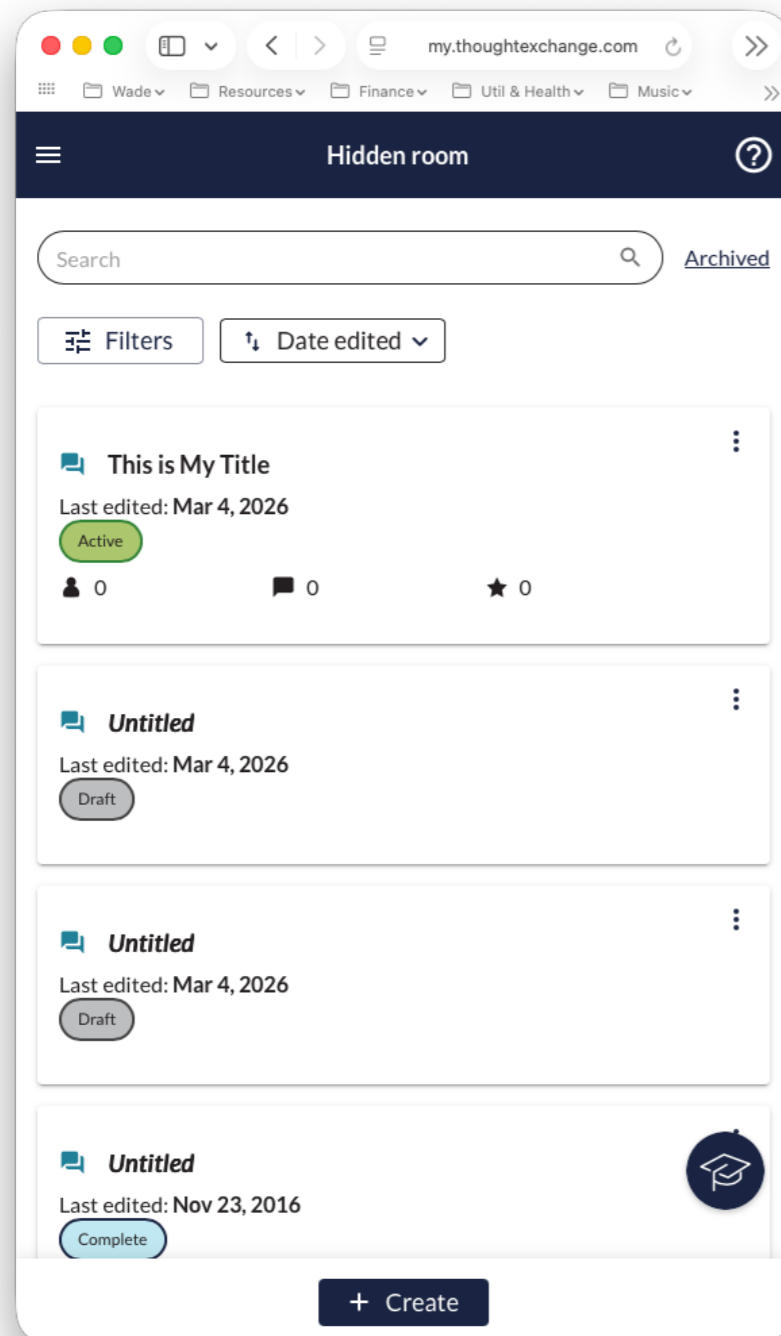 my.thoughtexchange.com
Wade Resources Finance Util & Health Music
Hidden room
Search
Archived
Filters Date edited
This is My Title
Last edited: Mar 4, 2026
Active
0 0 0
Untitled
Last edited: Mar 4, 2026
Draft
Untitled
Last edited: Mar 4, 2026
Draft
Untitled
Last edited: Nov 23, 2016
Complete
+ Create